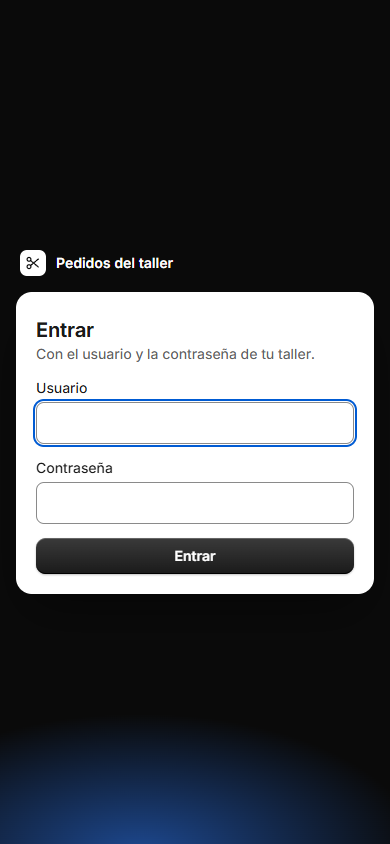 Pedidos del taller
Entrar
Con el usuario y la contraseña de tu taller.
Usuario
Contraseña
Entrar